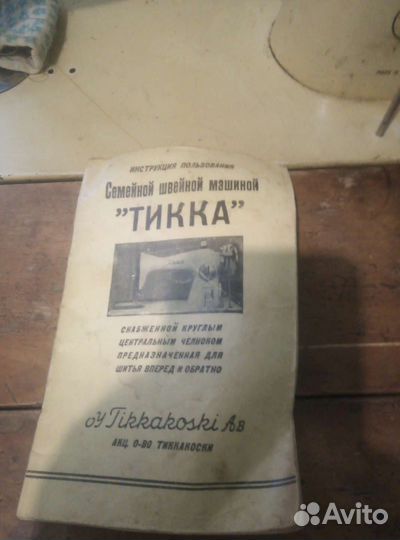 ИНСТРУКЦИЯ ПОЛЬЗОВАНИЯ
Семейной швейной машиной
"ТИККА"
СНАБЖЕННОЙ КРУГЛЫМ
ЦЕНТРАЛЬНЫМ ЧЕЛНОКОМ
ПРЕДНАЗНАЧЕННАЯ ДЛЯ
ШИТЬЯ ВПЕРЕД И ОБРАТНО
OY Tikkakoski AB
АКЦ. О-ВО ТИККАКОСКИ
Avito